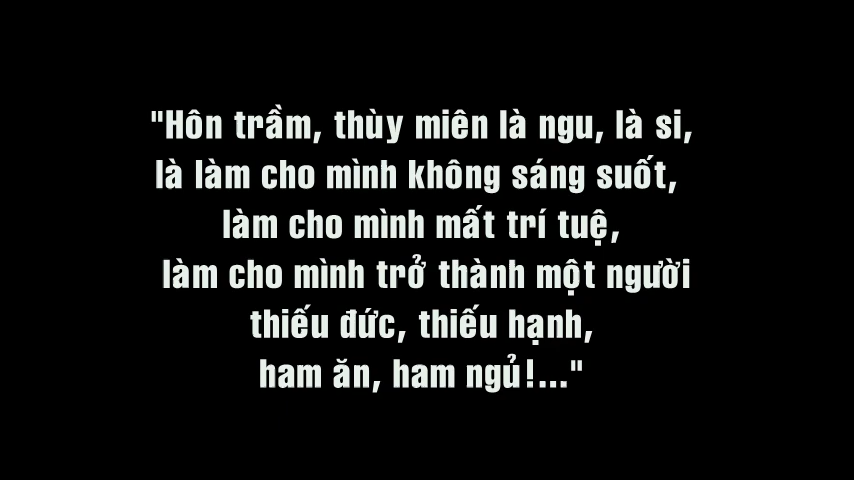 "Hôn trầm, thùy miên là ngu, là si,
là làm cho mình không sáng suốt,
làm cho mình mất trí tuệ,
làm cho mình trở thành một người
thiếu đức, thiếu hạnh,
ham ăn, ham ngủ!..."